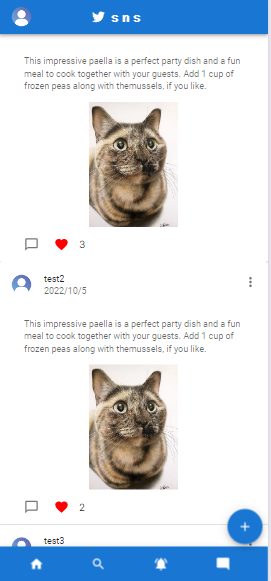 sns
This impressive paella is a perfect party dish and a fun
meal to cook together with your guests. Add 1 cup of
frozen peas along with themussels, if you like.
3
test2
2022/10/5
This impressive paella is a perfect party dish and a fun
meal to cook together with your guests. Add 1 cup of
frozen peas along with themussels, if you like.
2
test3